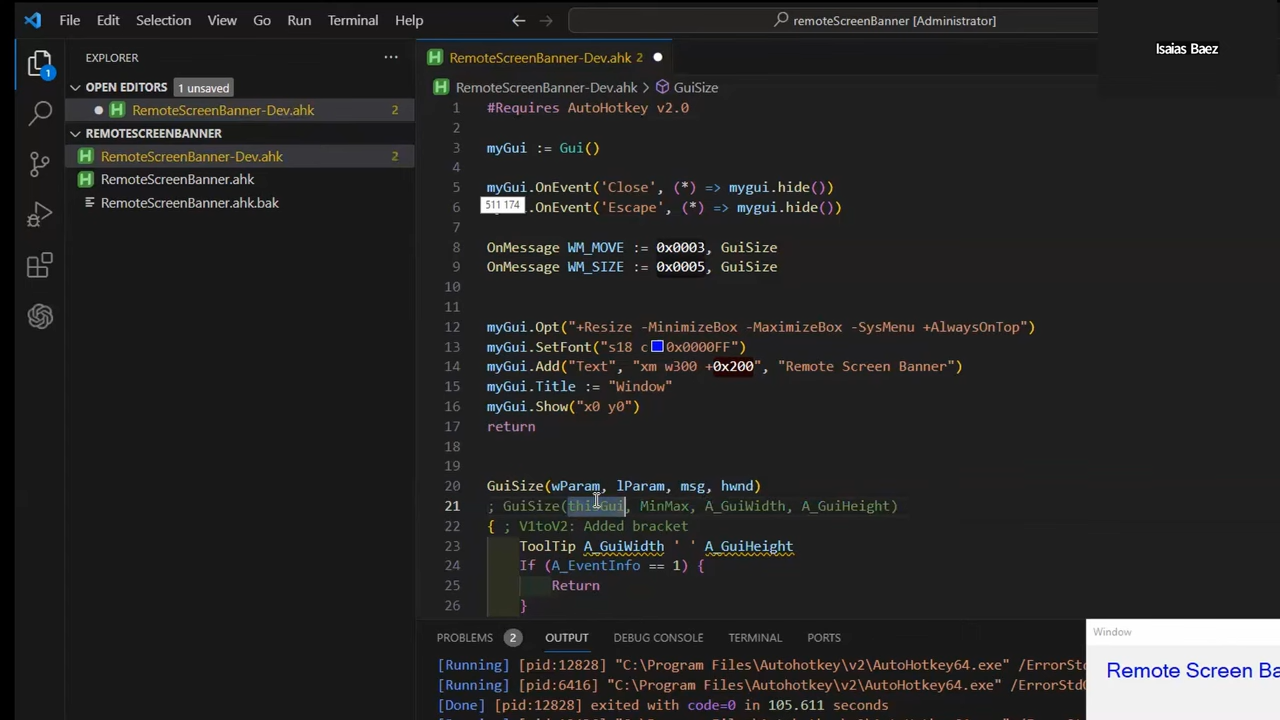 File Edit Selection View Go Run Terminal Help
remoteScreenBanner [Administrator]
Isaias Baez
EXPLORER
OPEN EDITORS 1 unsaved
RemoteScreenBanner-Dev.ahk 2
REMOTESCREENBANNER
RemoteScreenBanner-Dev.ahk 2
RemoteScreenBanner.ahk
RemoteScreenBanner.ahk.bak
1
RemoteScreenBanner-Dev.ahk 2
RemoteScreenBanner-Dev.ahk > GuiSize
1 #Requires AutoHotkey v2.0
2
3 myGui := Gui()
4
5 myGui.OnEvent('Close', (*) => mygui.hide())
6 .OnEvent('Escape', (*) => mygui.hide())
511 174
7
8 OnMessage WM_MOVE := 0x0003, GuiSize
9 OnMessage WM_SIZE := 0x0005, GuiSize
10
11
12 myGui.Opt("+Resize -MinimizeBox -MaximizeBox -SysMenu +AlwaysOnTop")
13 myGui.SetFont("s18 c0x0000FF")
14 myGui.Add("Text", "xm w300 +0x200", "Remote Screen Banner")
15 myGui.Title := "Window"
16 myGui.Show("x0 y0")
17 return
18
19
20 GuiSize(wParam, lParam, msg, hwnd)
21 ; GuiSize(thisGui, MinMax, A_GuiWidth, A_GuiHeight)
22 { ; V1toV2: Added bracket
23 ToolTip A_GuiWidth ' ' A_GuiHeight
24 If (A_EventInfo == 1) {
25 Return
26 }
PROBLEMS 2 OUTPUT DEBUG CONSOLE TERMINAL PORTS
[Running] [pid:12828] "C:\Program Files\Autohotkey\v2\AutoHotkey64.exe" /ErrorStd
[Running] [pid:6416] "C:\Program Files\Autohotkey\v2\AutoHotkey64.exe" /ErrorStd
[Done] [pid:12828] exited with code=0 in 105.611 seconds
Window
Remote Screen Ba